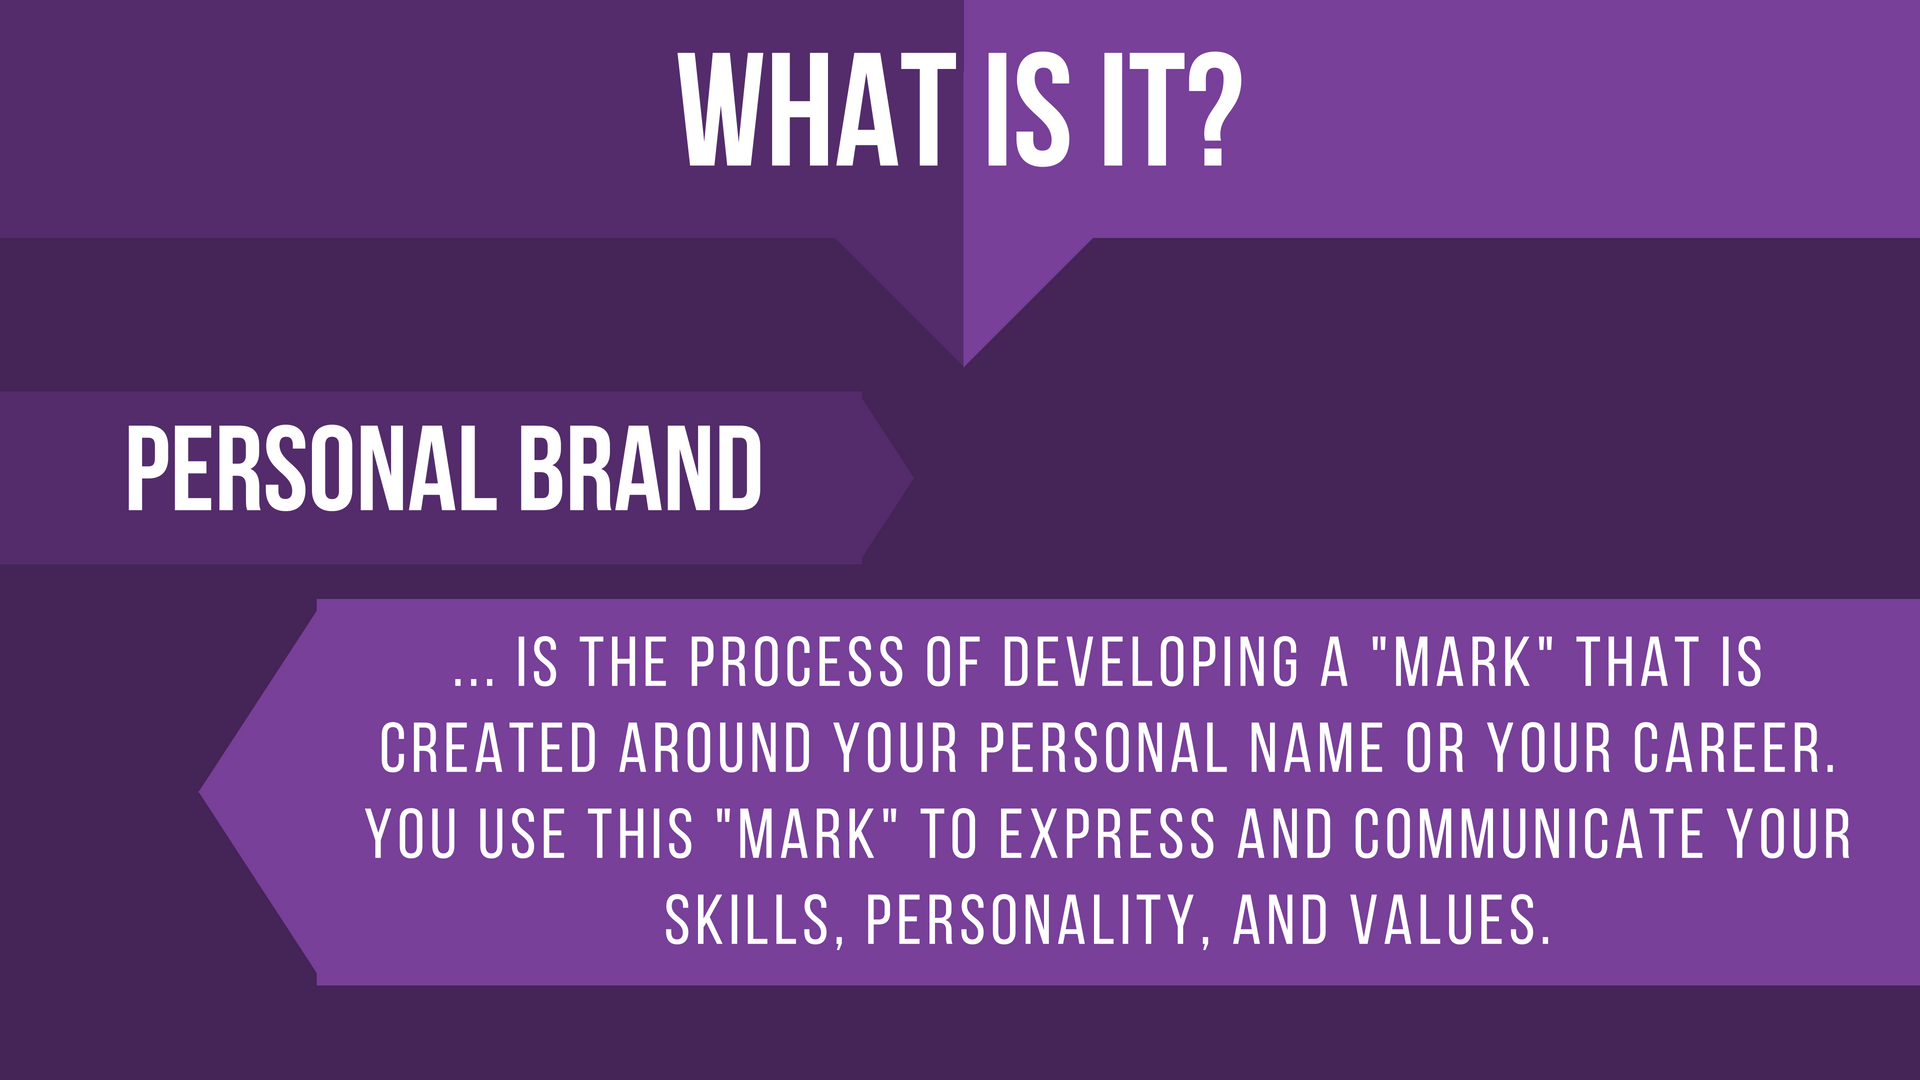 WHAT IS IT?
PERSONAL BRAND
... IS THE PROCESS OF DEVELOPING A "MARK" THAT IS
CREATED AROUND YOUR PERSONAL NAME OR YOUR CAREER.
YOU USE THIS "MARK" TO EXPRESS AND COMMUNICATE YOUR
SKILLS, PERSONALITY, AND VALUES.